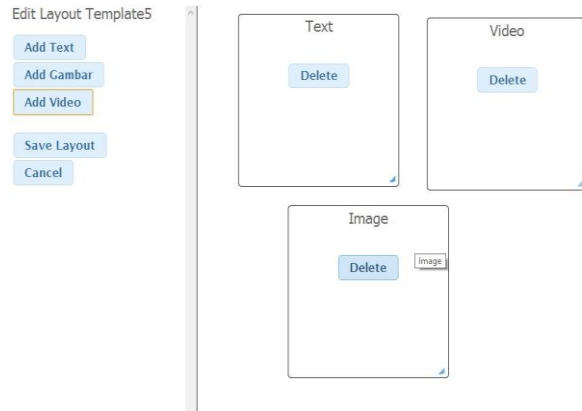 Edit Layout Template5
Add Text
Add Gambar
Add Video
Save Layout
Cancel
Text
Delete
Video
Delete
Image
Delete
Image